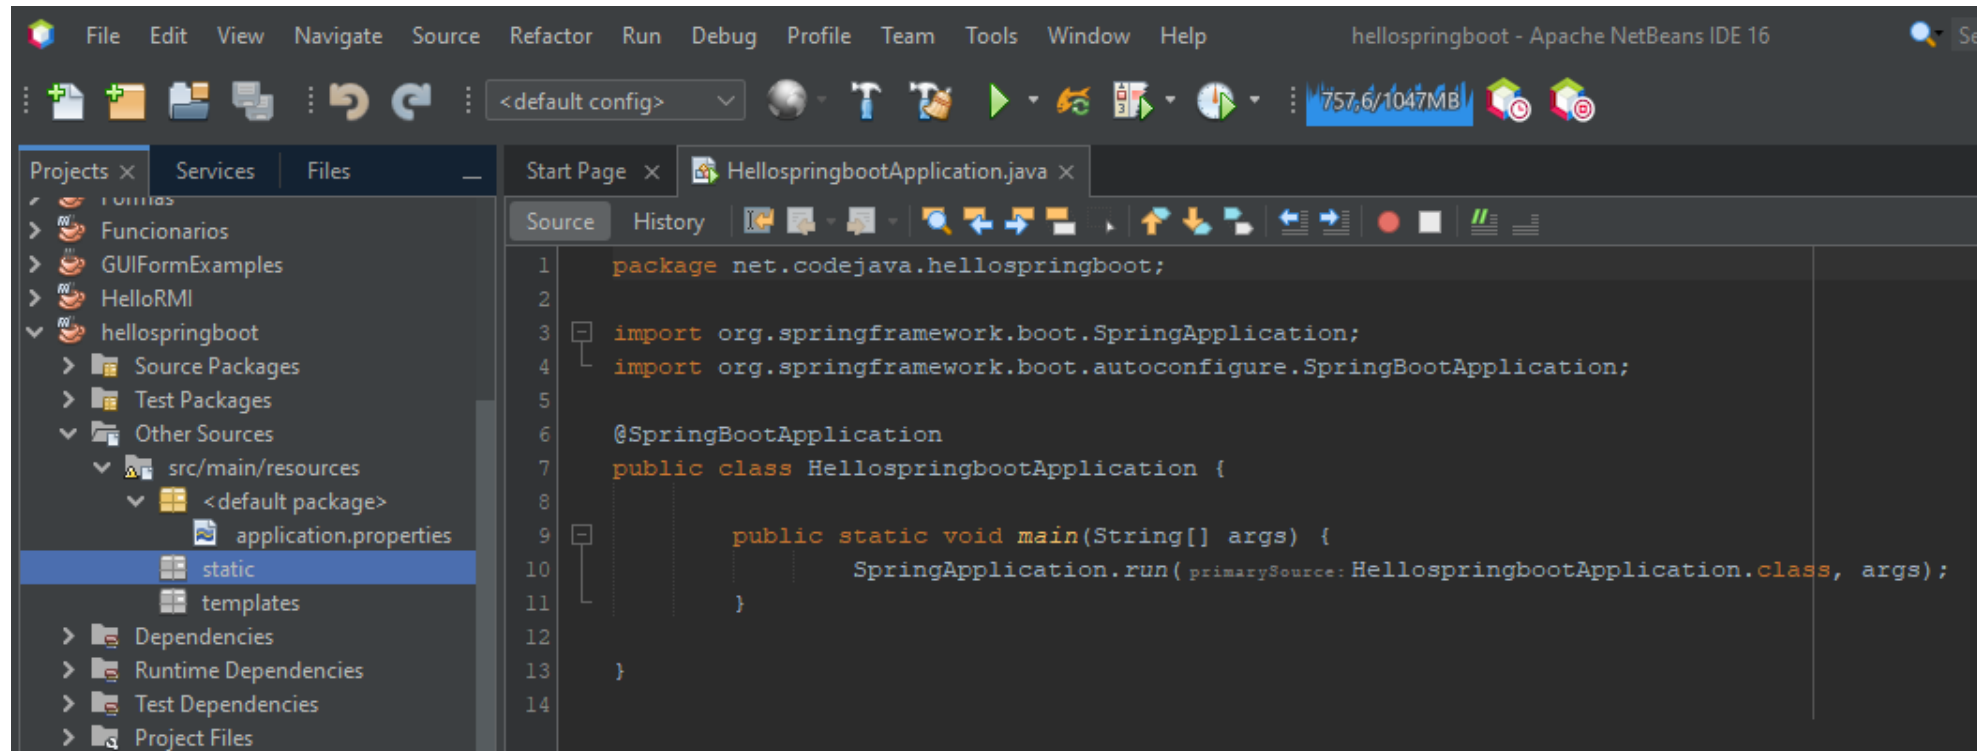 File Edit View Navigate Source Refactor Run Debug Profile Team Tools Window Help hellospringboot - Apache NetBeans IDE 16
<default config> 757,6/1047MB
Projects Services Files
Formas
Funcionarios
GUIFormExamples
HelloRMI
hellospringboot
Source Packages
Test Packages
Other Sources
src/main/resources
<default package>
application.properties
static
templates
Dependencies
Runtime Dependencies
Test Dependencies
Project Files
Start Page HellospringbootApplication.java
Source History
1 package net.codejava.hellospringboot;
2
3 import org.springframework.boot.SpringApplication;
4 import org.springframework.boot.autoconfigure.SpringBootApplication;
5
6 @SpringBootApplication
7 public class HellospringbootApplication {
8
9 public static void main(String[] args) {
10 SpringApplication.run( primarySource: HellospringbootApplication.class, args);
11 }
12
13 }
14